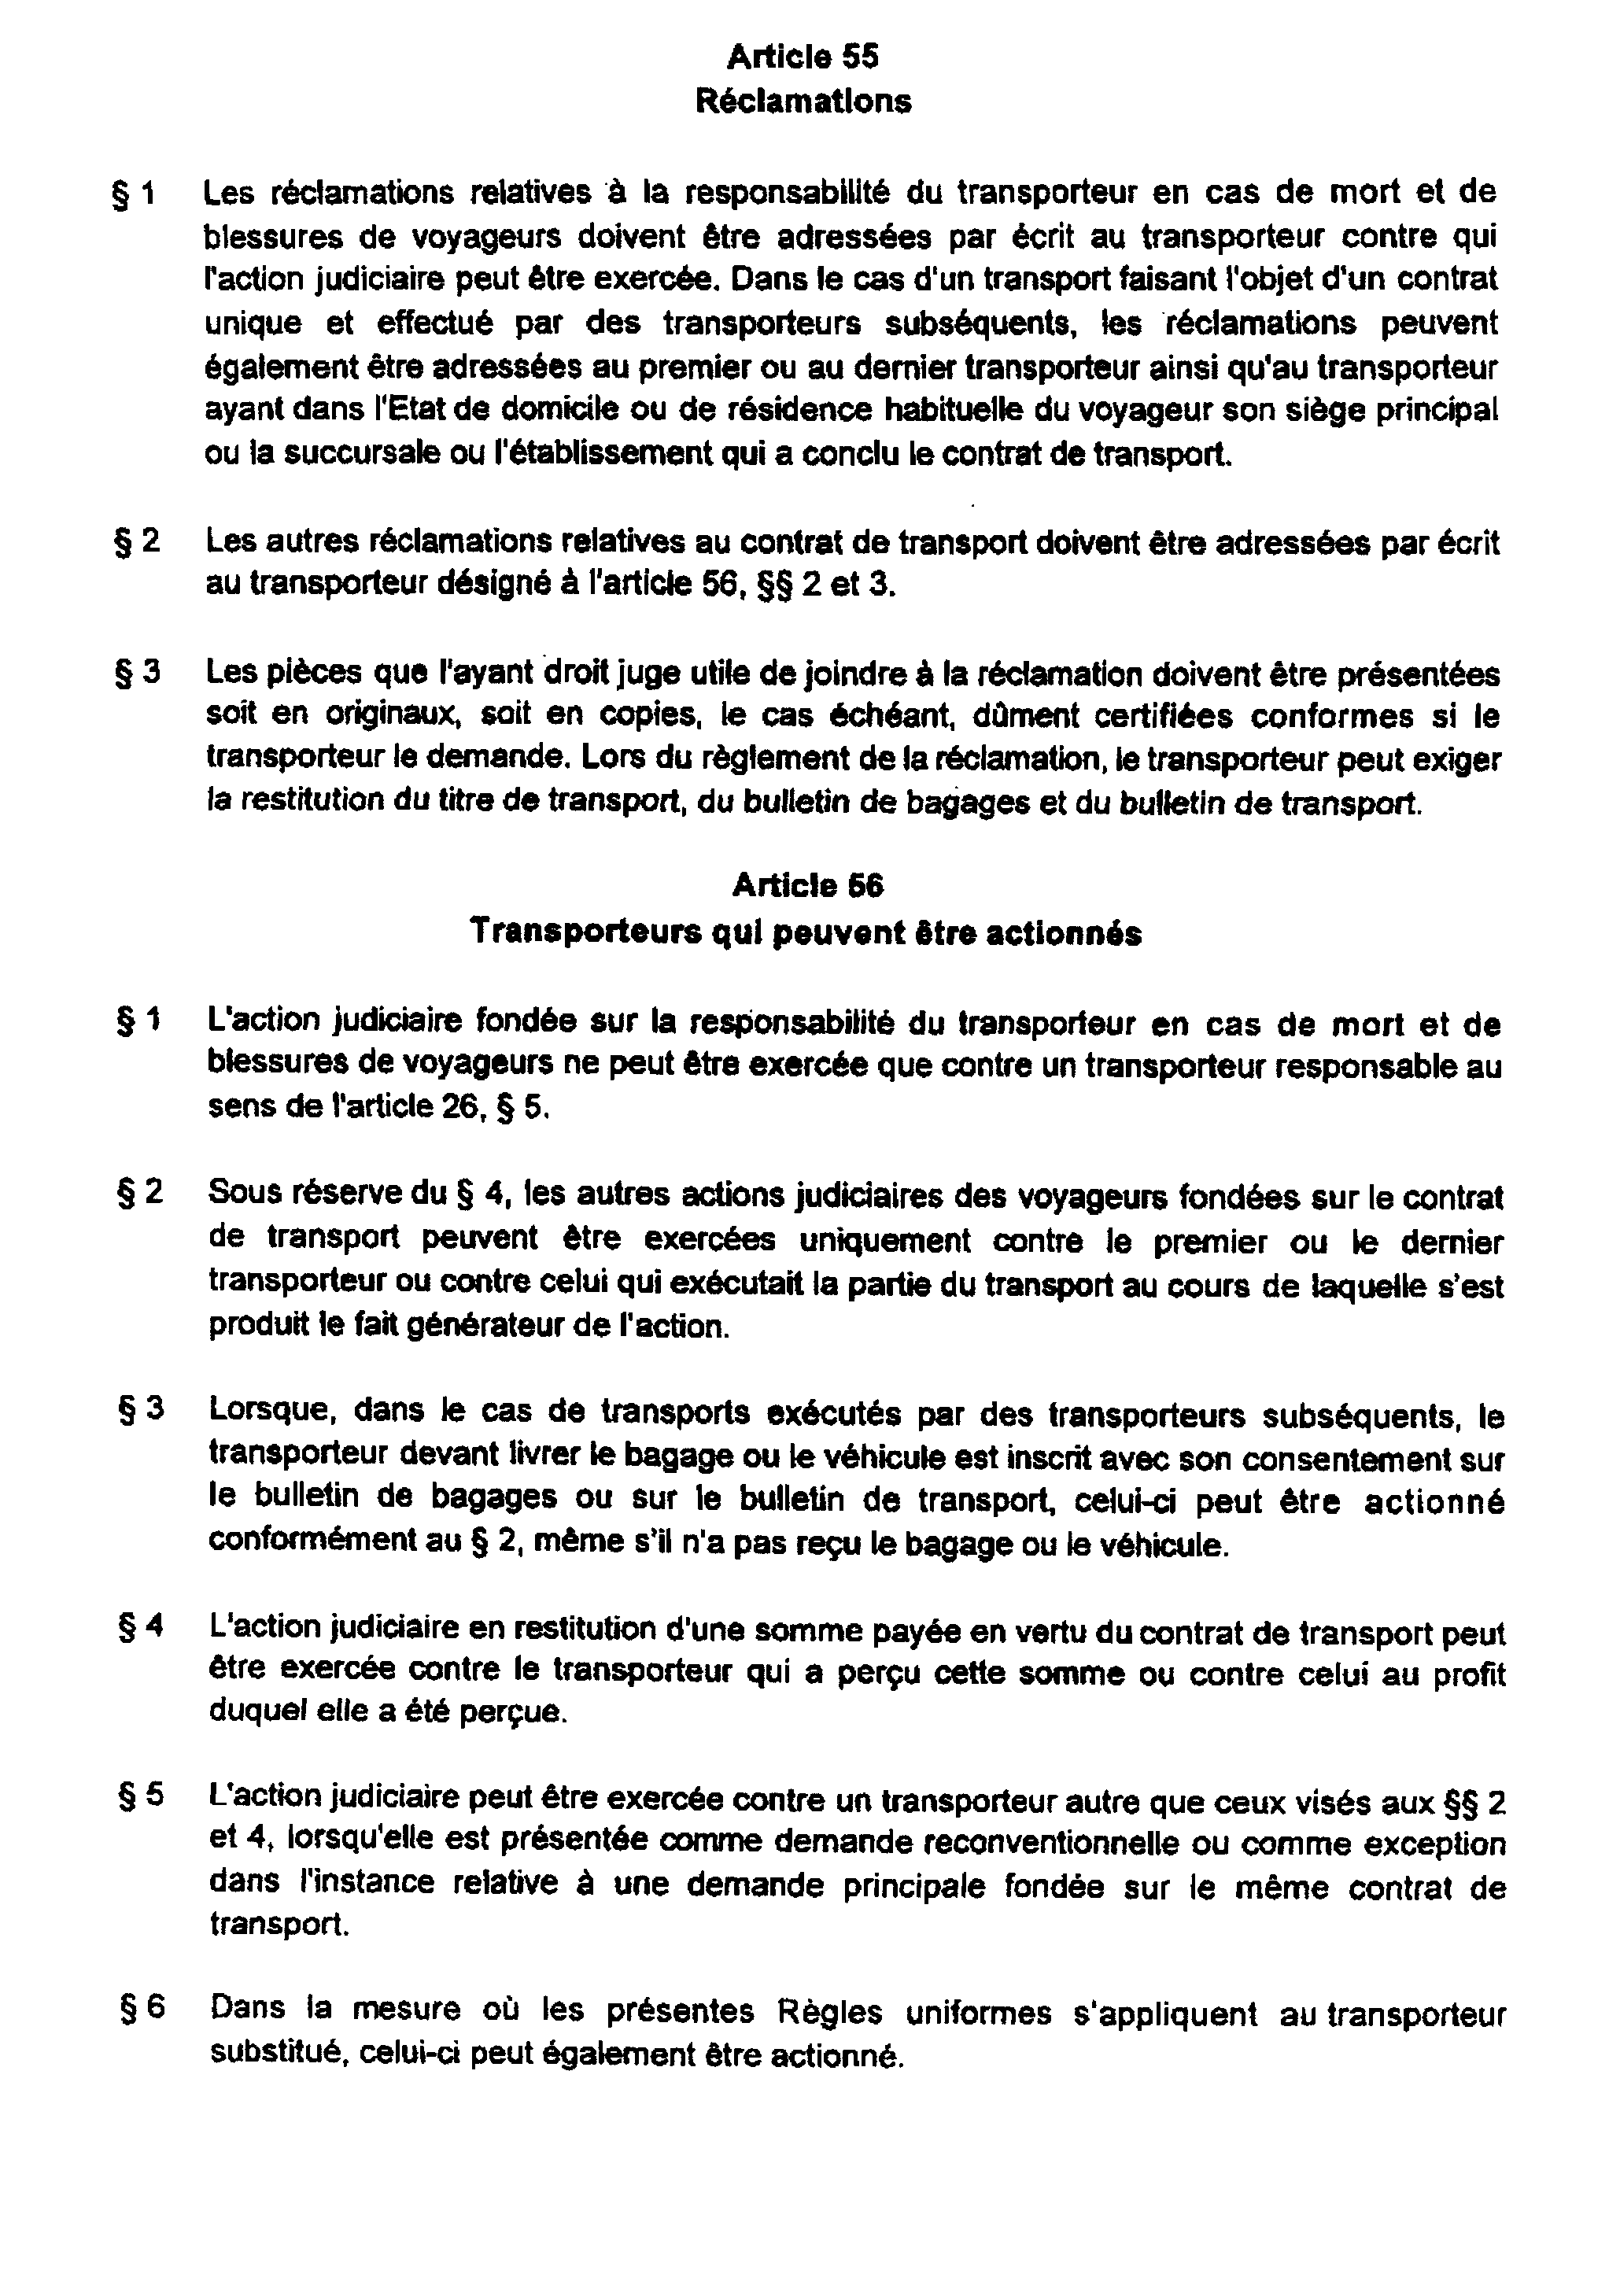 Article 55
Réclamations
§ 1 Les réclamations relatives à la responsabilité du transporteur en cas de mort et de
blessures de voyageurs doivent être adressées par écrit au transporteur contre qui
l'action judiciaire peut être exercée. Dans le cas d'un transport faisant l'objet d'un contrat
unique et effectué par des transporteurs subséquents, les réclamations peuvent
également être adressées au premier ou au dernier transporteur ainsi qu'au transporteur
ayant dans l'Etat de domicile ou de résidence habituelle du voyageur son siège principal
ou la succursale ou l'établissement qui a conclu le contrat de transport.
§ 2 Les autres réclamations relatives au contrat de transport doivent être adressées par écrit
au transporteur désigné à l'article 56, §§ 2 et 3.
§ 3 Les pièces que l'ayant droit juge utile de joindre à la réclamation doivent être présentées
soit en originaux, soit en copies, le cas échéant, dûment certifiées conformes si le
transporteur le demande. Lors du règlement de la réclamation, le transporteur peut exiger
la restitution du titre de transport, du bulletin de bagages et du bulletin de transport.
Article 56
Transporteurs qui peuvent être actionnés
§ 1 L'action judiciaire fondée sur la responsabilité du transporteur en cas de mort et de
blessures de voyageurs ne peut être exercée que contre un transporteur responsable au
sens de l'article 26, § 5.
§ 2 Sous réserve du § 4, les autres actions judiciaires des voyageurs fondées sur le contrat
de transport peuvent être exercées uniquement contre le premier ou le dernier
transporteur ou contre celui qui exécutait la partie du transport au cours de laquelle s'est
produit le fait générateur de l'action.
§ 3 Lorsque, dans le cas de transports exécutés par des transporteurs subséquents, le
transporteur devant livrer le bagage ou le véhicule est inscrit avec son consentement sur
le bulletin de bagages ou sur le bulletin de transport, celui-ci peut être actionné
conformément au § 2, même s'il n'a pas reçu le bagage ou le véhicule.
§ 4 L'action judiciaire en restitution d'une somme payée en vertu du contrat de transport peut
être exercée contre le transporteur qui a perçu cette somme ou contre celui au profit
duquel elle a été perçue.
§ 5 L'action judiciaire peut être exercée contre un transporteur autre que ceux visés aux §§ 2
et 4, lorsqu'elle est présentée comme demande reconventionnelle ou comme exception
dans l'instance relative à une demande principale fondée sur le même contrat de
transport.
§ 6 Dans la mesure où les présentes Règles uniformes s'appliquent au transporteur
substitué, celui-ci peut également être actionné.